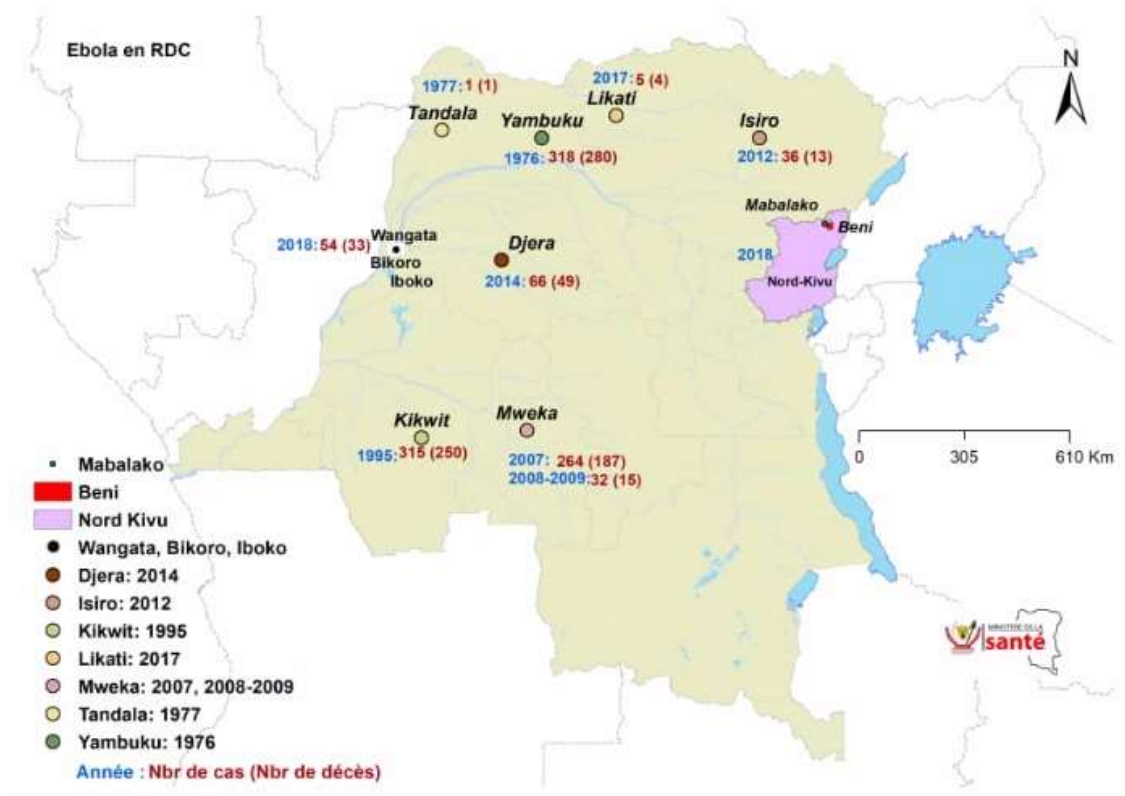 Ebola en RDC
N
1977: 1 (1)
Tandala
2017: 5 (4)
Likati
Yambuku
1976: 318 (280)
Isiro
2012: 36 (13)
Mabalako
Beni
2018
Nord-Kivu
2018: 54 (33)
Wangata
Bikoro
Iboko
Djera
2014: 66 (49)
Kikwit
1995: 315 (250)
Mweka
2007: 264 (187)
2008-2009: 32 (15)
0 305 610 Km
Mabalako
Beni
Nord Kivu
Wangata, Bikoro, Iboko
Djera: 2014
Isiro: 2012
Kikwit: 1995
Likati: 2017
Mweka: 2007, 2008-2009
Tandala: 1977
Yambuku: 1976
Année : Nbr de cas (Nbr de décès)
MINISTERE DE LA
santé